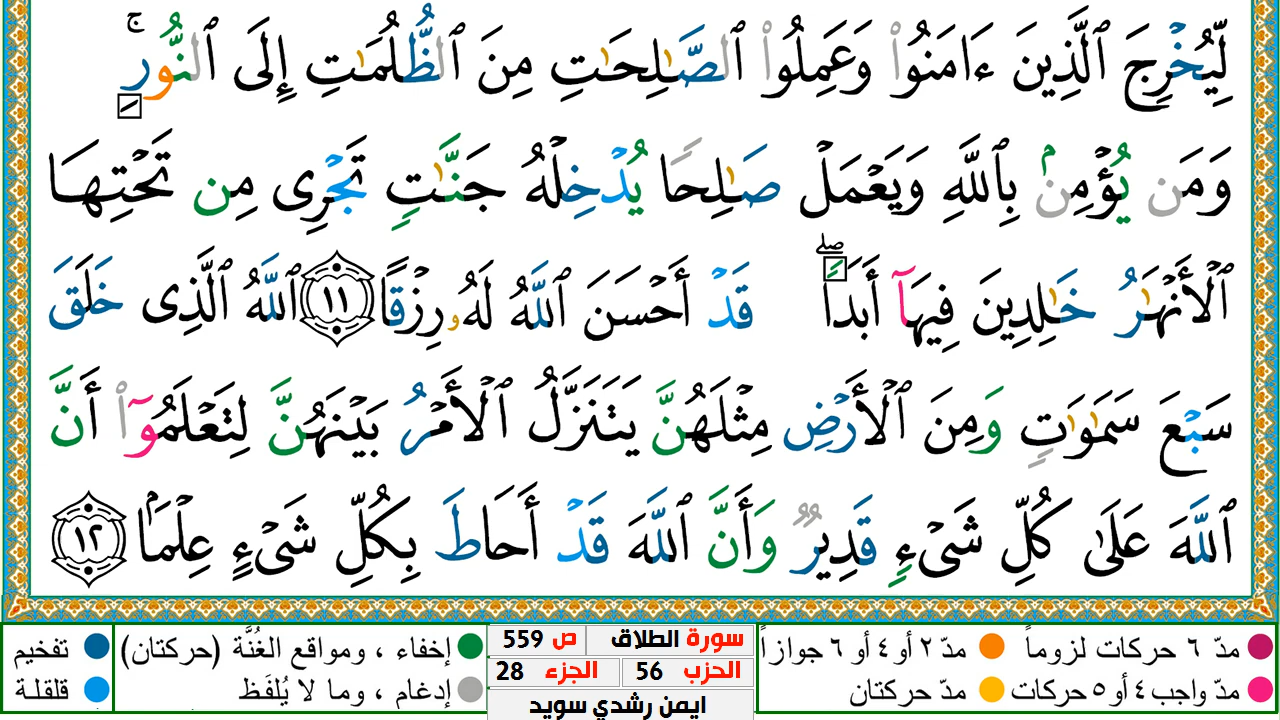 لِّيُخْرِجَ ٱلَّذِينَ ءَامَنُوا۟ وَعَمِلُوا۟ ٱلصَّـٰلِحَـٰتِ مِنَ ٱلظُّلُمَـٰتِ إِلَى ٱلنُّورِ ۚ
وَمَن يُؤْمِنۢ بِٱللَّهِ وَيَعْمَلْ صَـٰلِحًا يُدْخِلْهُ جَنَّـٰتٍ تَجْرِى مِن تَحْتِهَا
ٱلْأَنْهَـٰرُ خَـٰلِدِينَ فِيهَآ أَبَدًا ۖ قَدْ أَحْسَنَ ٱللَّهُ لَهُۥ رِزْقًا ١١ ٱللَّهُ ٱلَّذِى خَلَقَ
سَبْعَ سَمَـٰوَٰتٍ وَمِنَ ٱلْأَرْضِ مِثْلَهُنَّ يَتَنَزَّلُ ٱلْأَمْرُ بَيْنَهُنَّ لِتَعْلَمُوٓا۟ أَنَّ
ٱللَّهَ عَلَىٰ كُلِّ شَىْءٍ قَدِيرٌ وَأَنَّ ٱللَّهَ قَدْ أَحَاطَ بِكُلِّ شَىْءٍ عِلْمًۢا ١٢
مدّ ٦ حركات لزوماً مدّ ٢ أو ٤ أو ٦ جوازاً سورة الطلاق ص 559 إخفاء ، ومواقع الغُنَّة (حركتان) تفخيم
مدّ واجب ٤ أو ٥ حركات مدّ حركتان الحزب 56 الجزء 28 إدغام ، وما لا يُلفَظ قلقلة
ايمن رشدي سويد